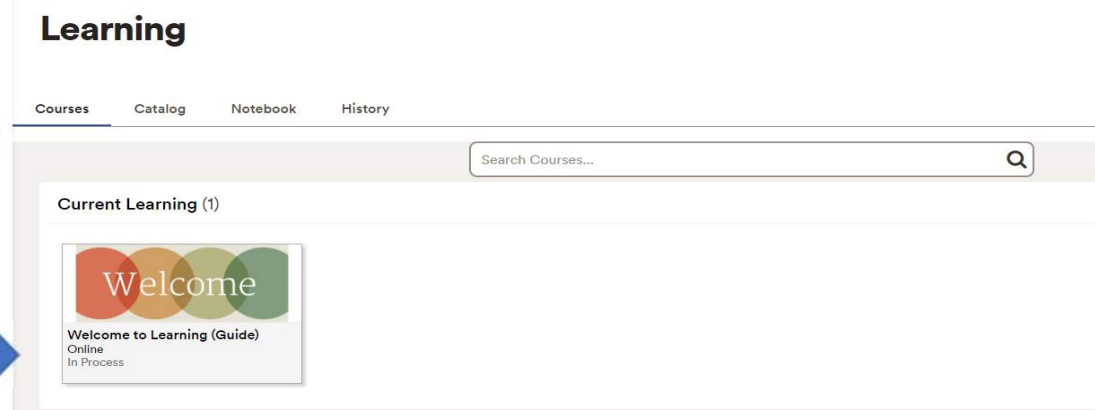 Learning
Courses Catalog Notebook History
Search Courses...
Current Learning (1)
Welcome
Welcome to Learning (Guide)
Online
In Process